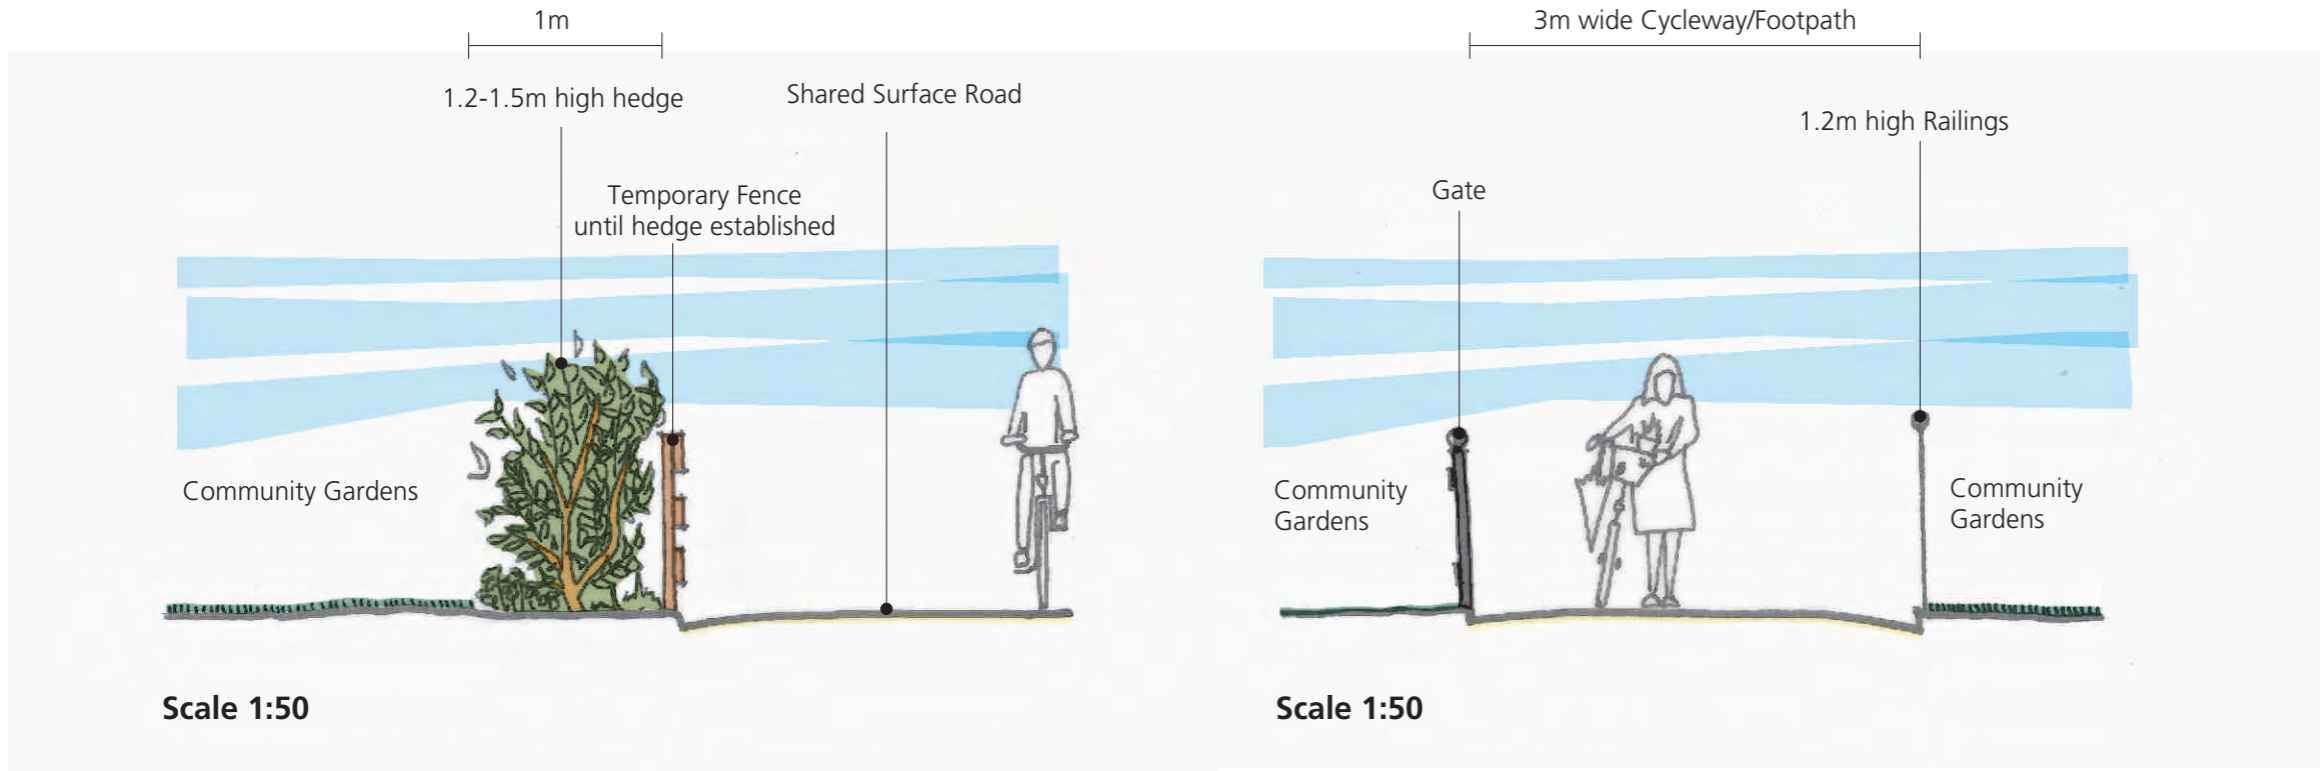 1m
1.2-1.5m high hedge
Shared Surface Road
Temporary Fence
until hedge established
Community Gardens
Scale 1:50
3m wide Cycleway/Footpath
1.2m high Railings
Gate
Community
Gardens
Community
Gardens
Scale 1:50